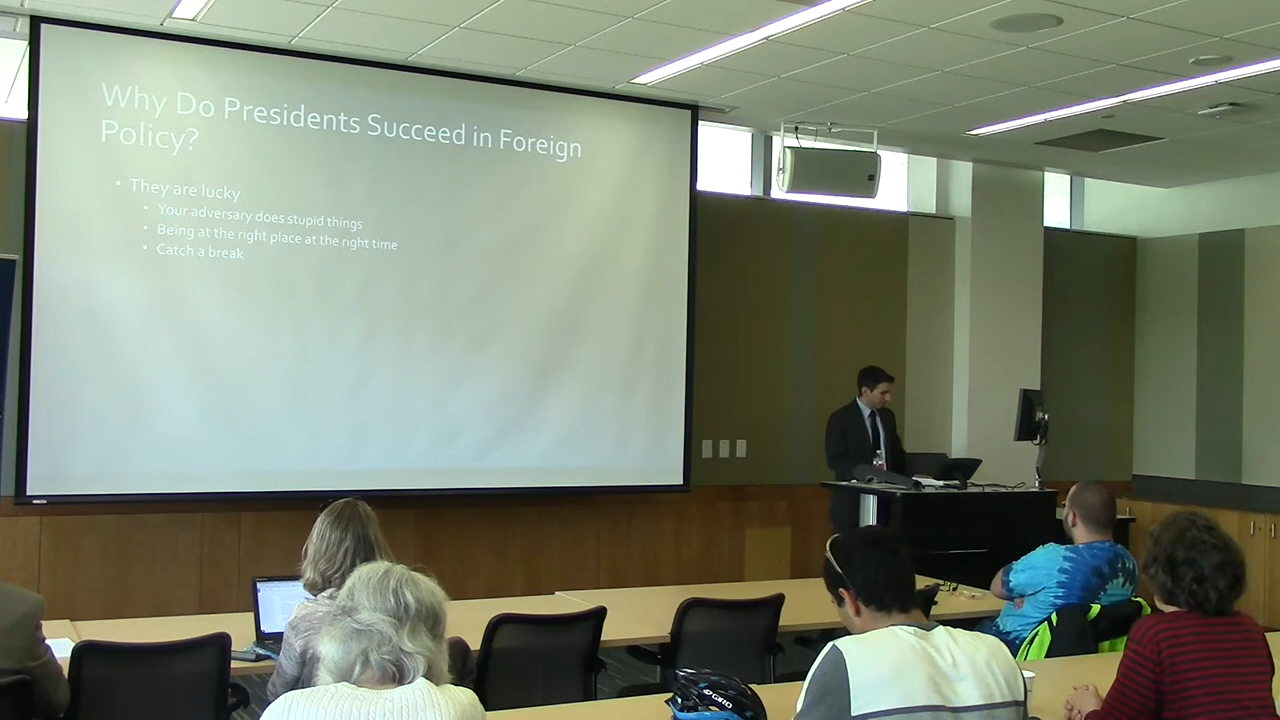 Why Do Presidents Succeed in Foreign
Policy?
• They are lucky
• Your adversary does stupid things
• Being at the right place at the right time
• Catch a break
GIRO